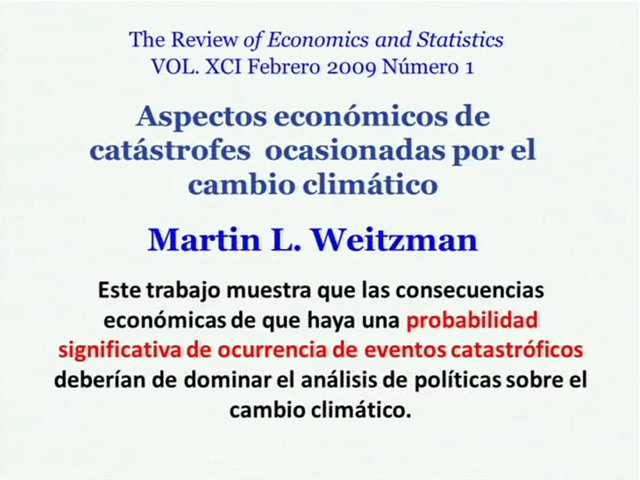 The Review of Economics and Statistics
VOL. XCI Febrero 2009 Número 1
Aspectos económicos de
catástrofes ocasionadas por el
cambio climático
Martin L. Weitzman
Este trabajo muestra que las consecuencias
económicas de que haya una probabilidad
significativa de ocurrencia de eventos catastróficos
deberían de dominar el análisis de políticas sobre el
cambio climático.